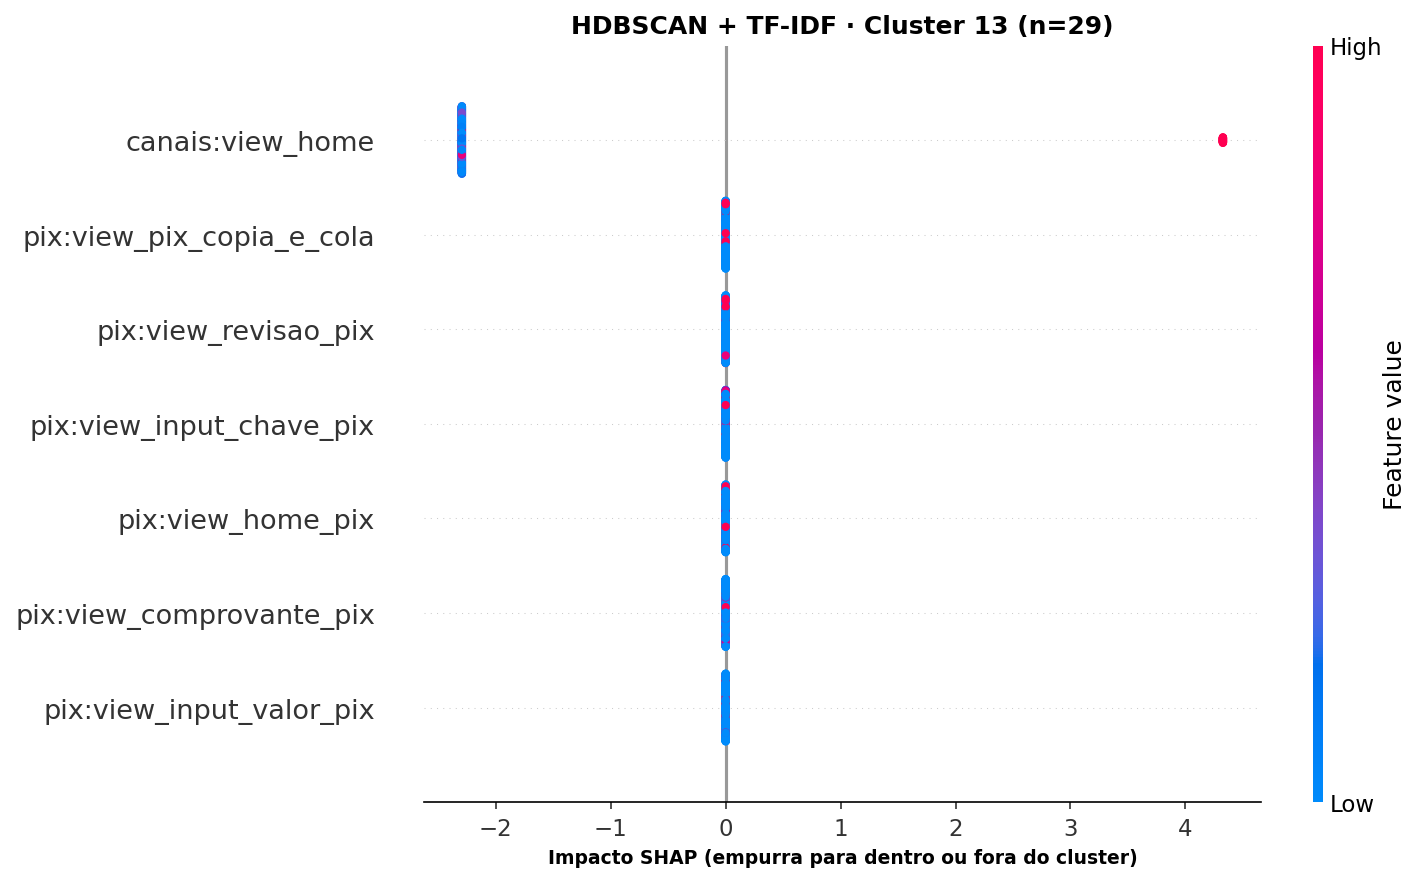 HDBSCAN + TF-IDF · Cluster 13 (n=29)
High
canais:view_home
pix:view_pix_copia_e_cola
pix:view_revisao_pix
pix:view_input_chave_pix
pix:view_home_pix
pix:view_comprovante_pix
pix:view_input_valor_pix
Feature value
Low
−2 −1 0 1 2 3 4
Impacto SHAP (empurra para dentro ou fora do cluster)